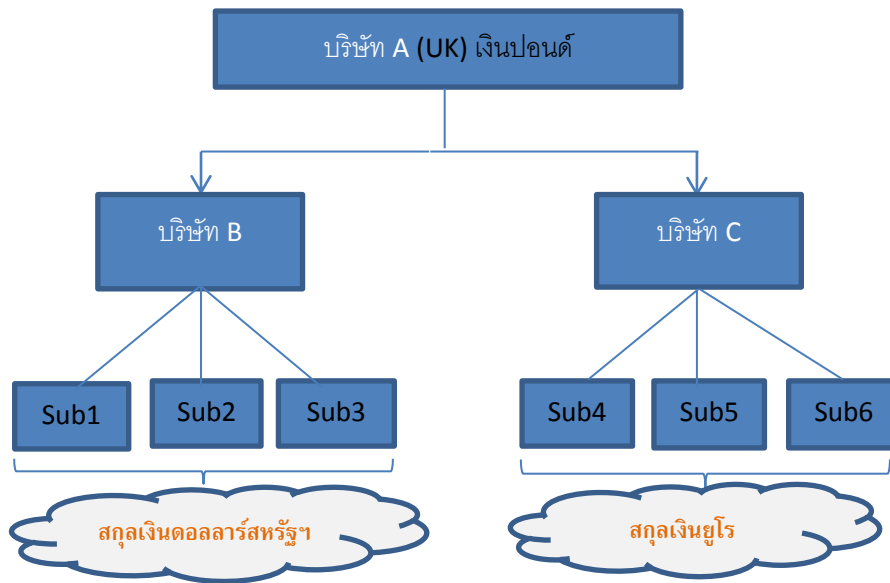 บริษัท A (UK) เงินปอนด์
บริษัท B
บริษัท C
Sub1
Sub2
Sub3
Sub4
Sub5
Sub6
สกุลเงินดอลลาร์สหรัฐฯ
สกุลเงินยูโร